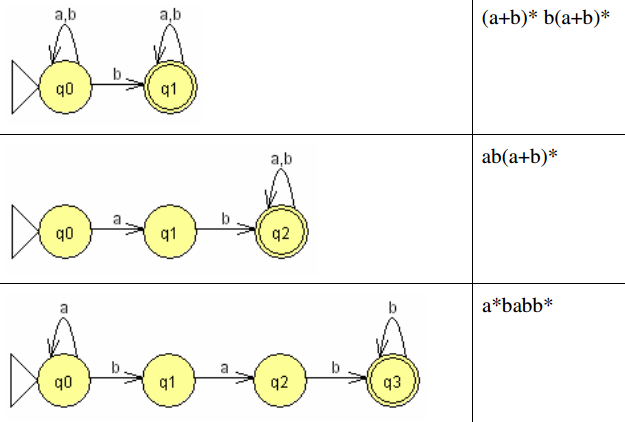 a,b a,b
(a+b)* b(a+b)*
b
q0 q1
a,b
ab(a+b)*
a b
q0 q1 q2
a b
a*babb*
b a b
q0 q1 q2 q3